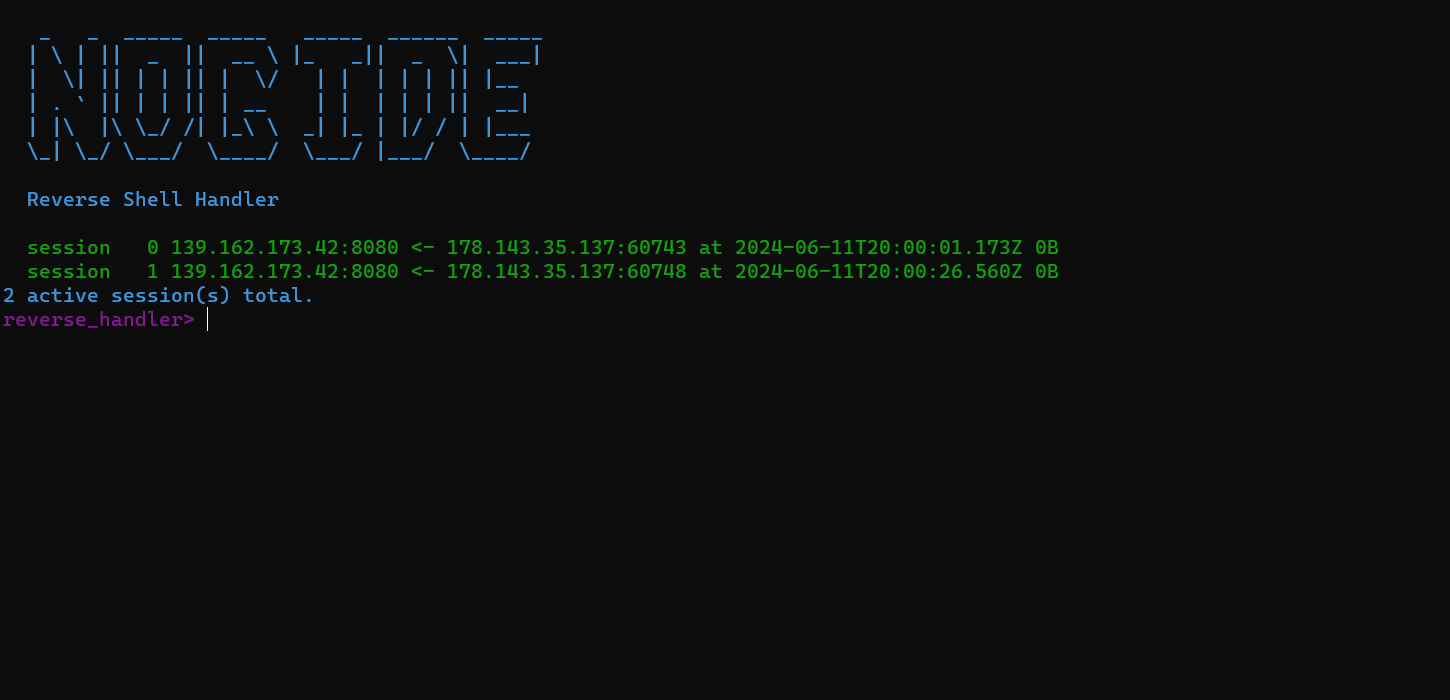 NOGIDE
Reverse Shell Handler
session 0 139.162.173.42:8080 <- 178.143.35.137:60743 at 2024-06-11T20:00:01.173Z 0B
session 1 139.162.173.42:8080 <- 178.143.35.137:60748 at 2024-06-11T20:00:26.560Z 0B
2 active session(s) total.
reverse_handler>